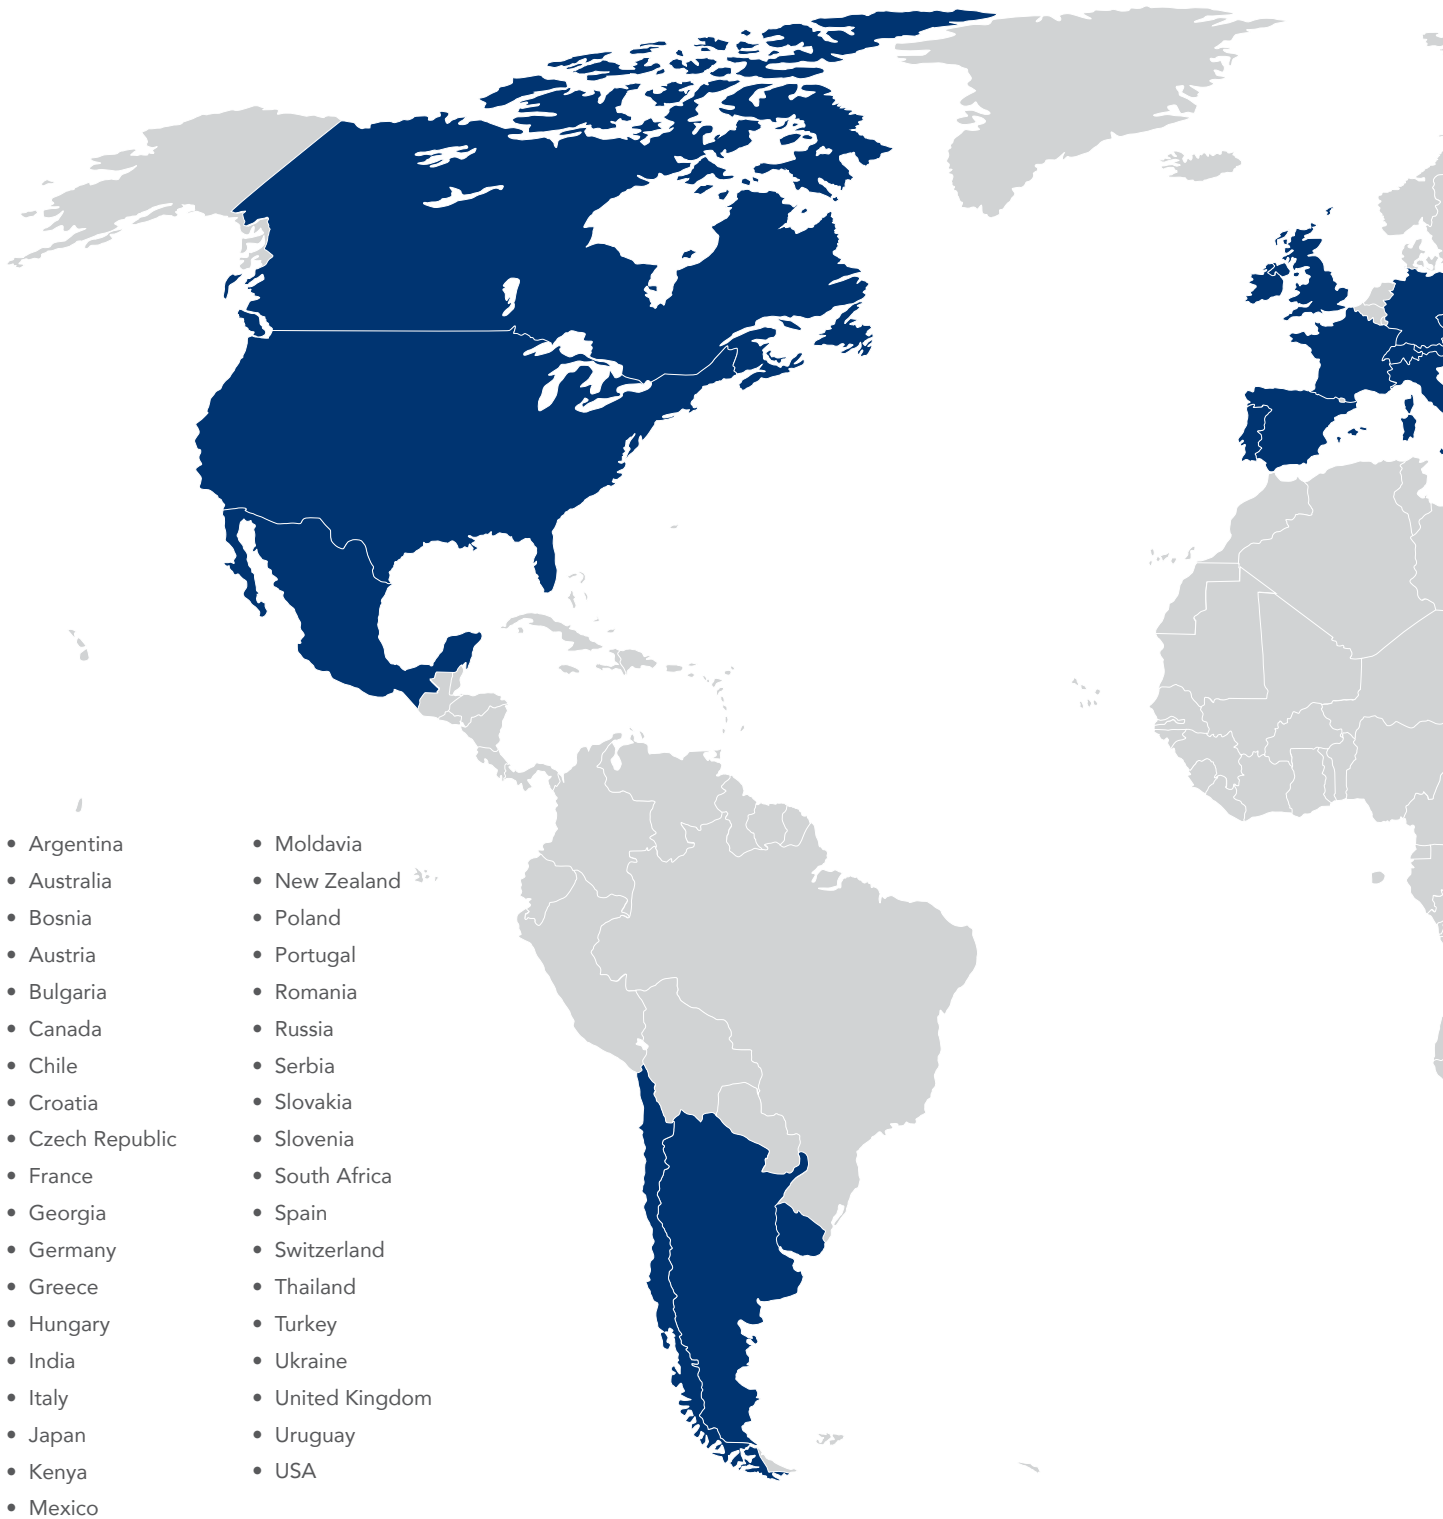 • Argentina
• Australia
• Bosnia
• Austria
• Bulgaria
• Canada
• Chile
• Croatia
• Czech Republic
• France
• Georgia
• Germany
• Greece
• Hungary
• India
• Italy
• Japan
• Kenya
• Mexico
• Moldavia
• New Zealand
• Poland
• Portugal
• Romania
• Russia
• Serbia
• Slovakia
• Slovenia
• South Africa
• Spain
• Switzerland
• Thailand
• Turkey
• Ukraine
• United Kingdom
• Uruguay
• USA